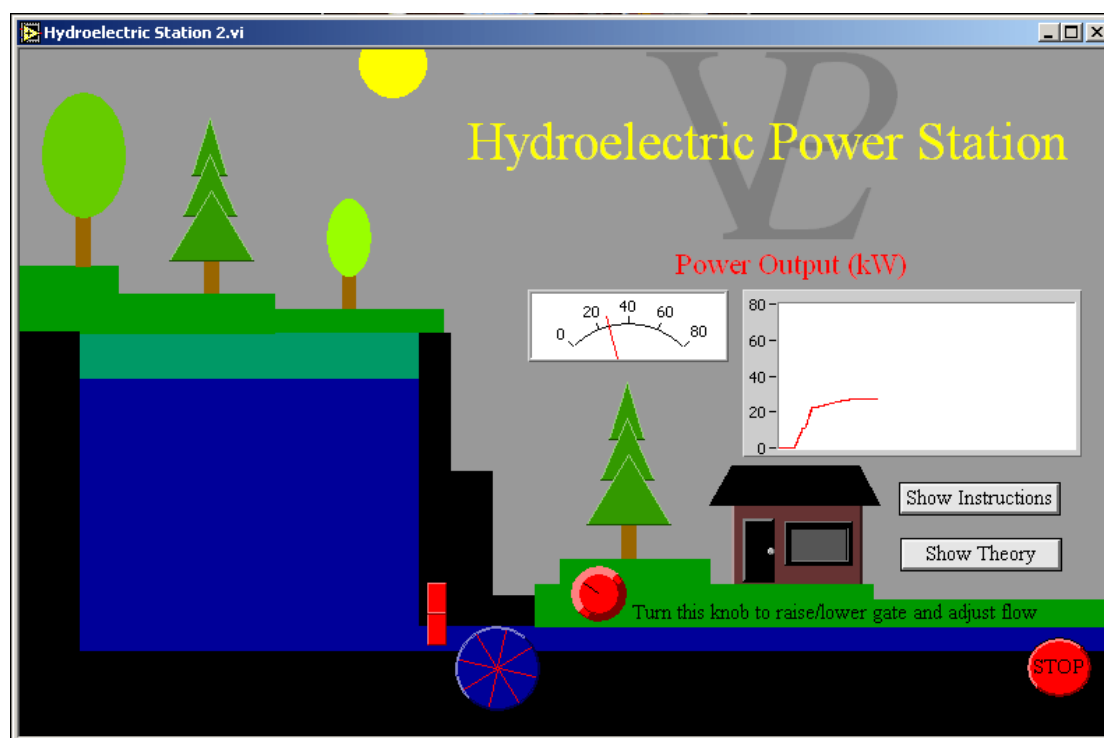 Hydroelectric Station 2.vi
VPL
Hydroelectric Power Station
Power Output (kW)
0 20 40 60 80
80
60
40
20
0
Show Instructions
Show Theory
Turn this knob to raise/lower gate and adjust flow
STOP